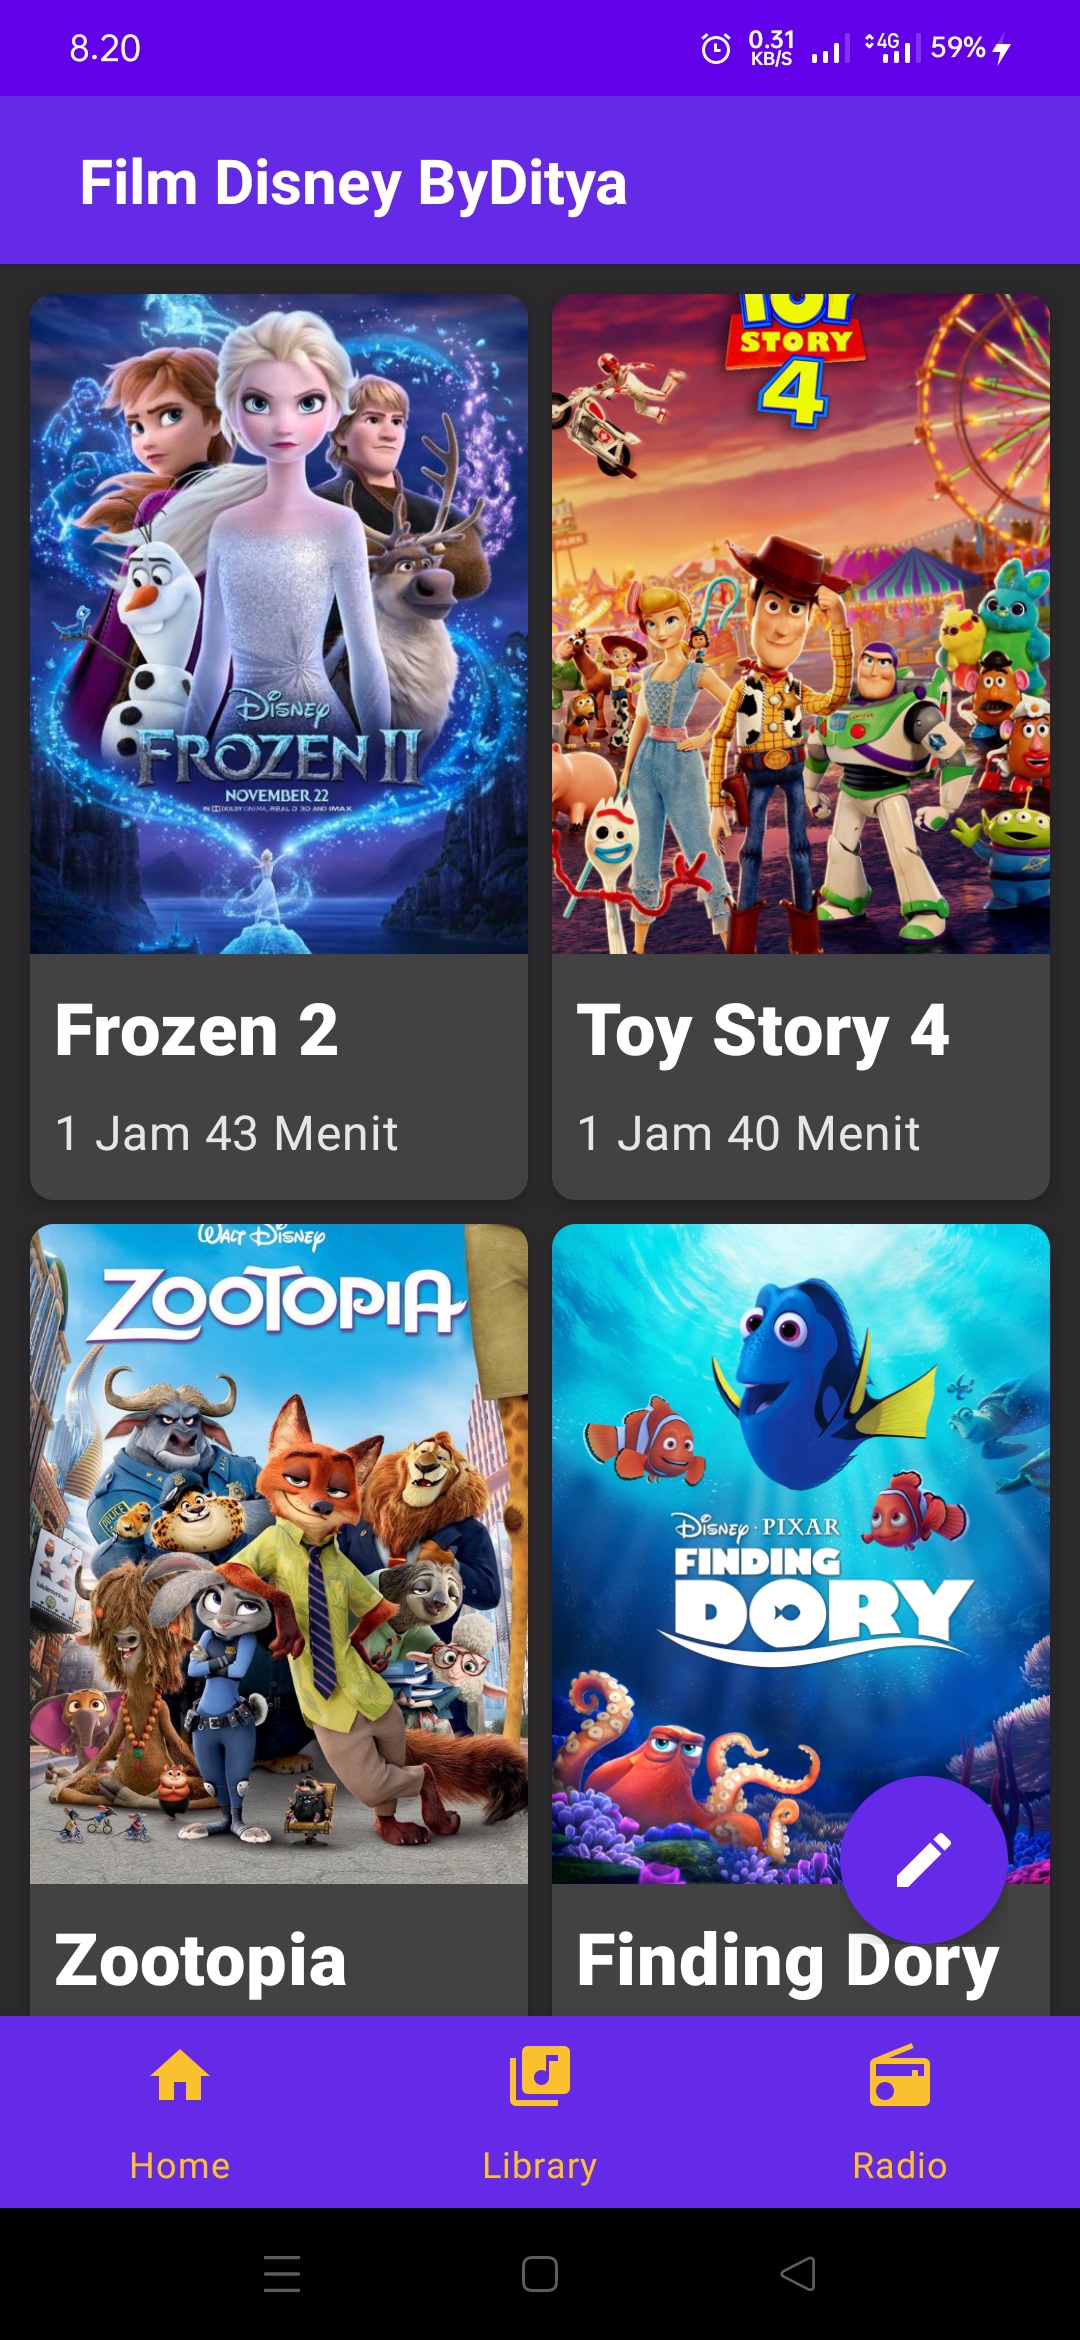 8.20
0.31
KB/S
4G
59%
Film Disney ByDitya
Disney
FROZEN II
NOVEMBER 22
IN DOLBY CINEMA, REAL D 3D AND IMAX
TOY
STORY
4
PARK
Frozen 2
1 Jam 43 Menit
Toy Story 4
1 Jam 40 Menit
WALT DISNEY
ZOOTOPIA
POLICE
Disney · PIXAR
FINDING
DORY
Zootopia
Finding Dory
Home
Library
Radio